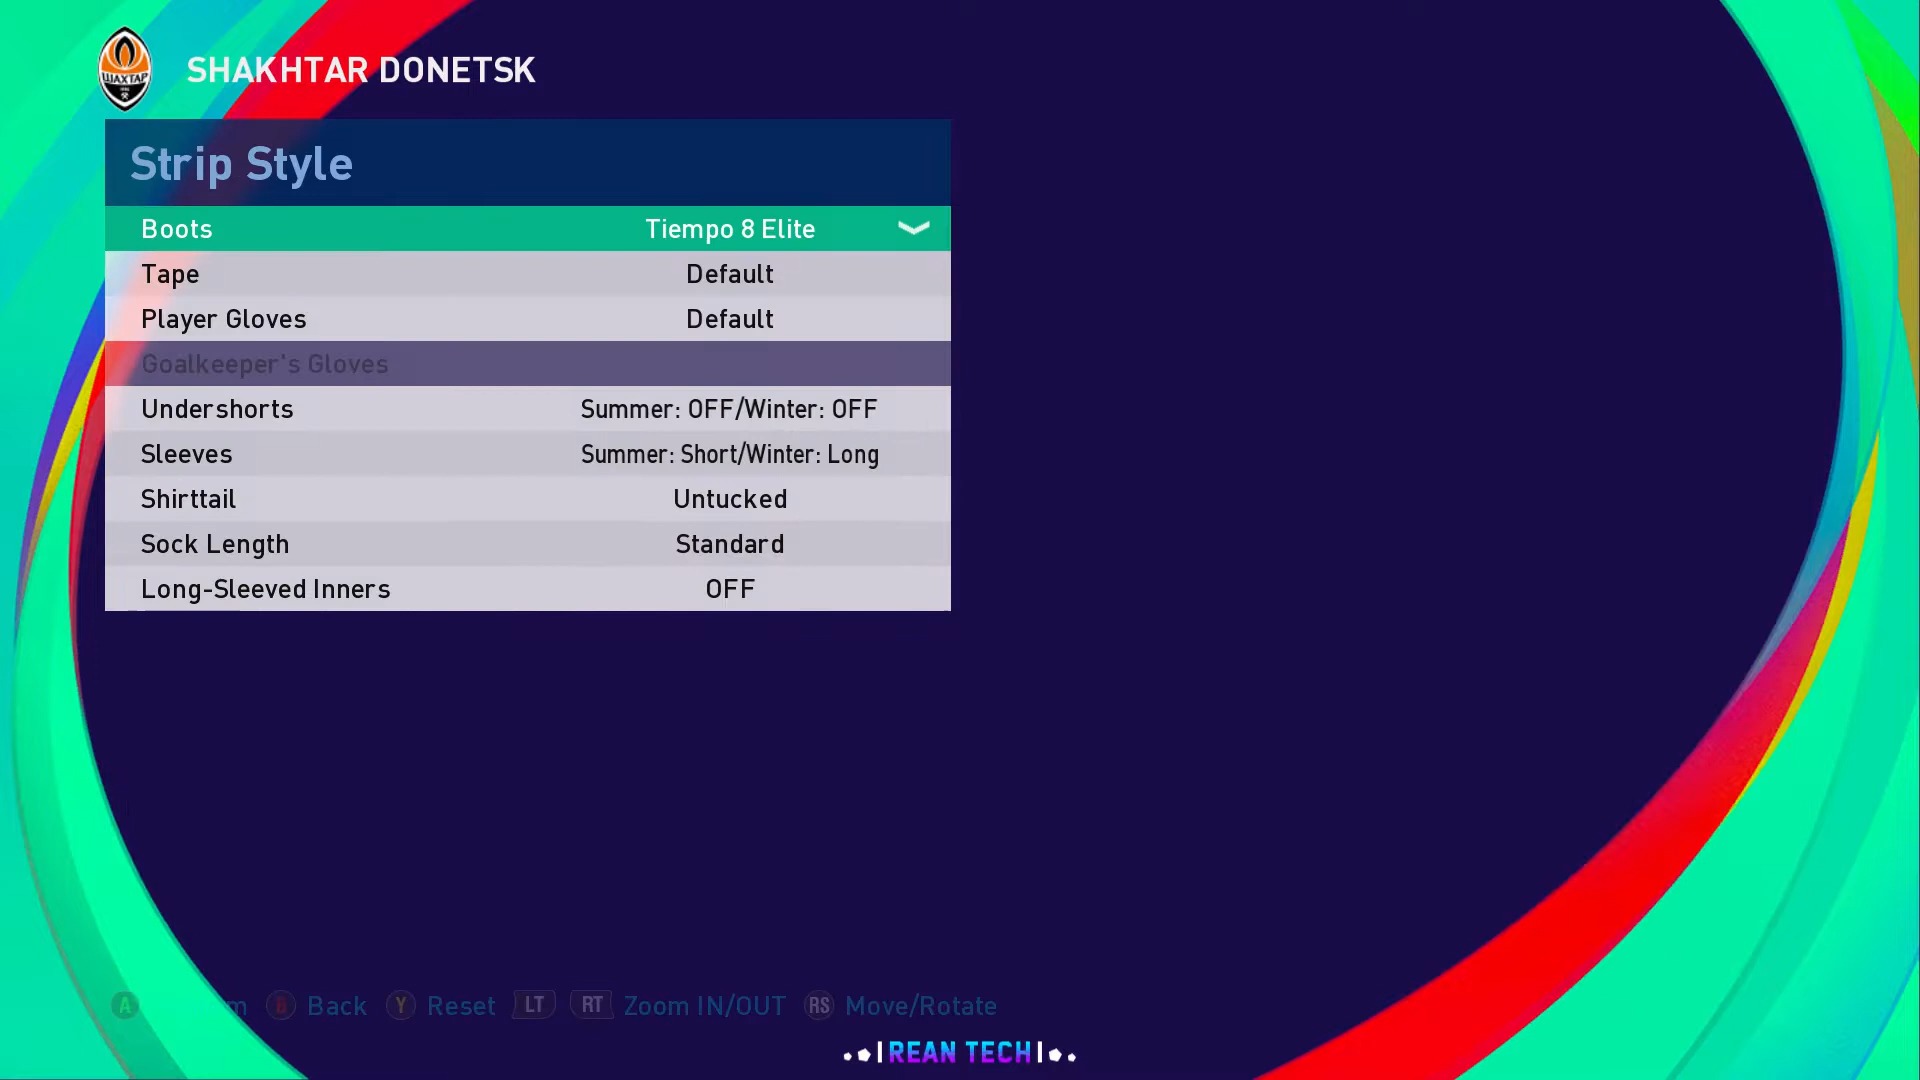 ШАХТАР
SHAKHTAR DONETSK
Strip Style
Boots Tiempo 8 Elite
Tape Default
Player Gloves Default
Goalkeeper's Gloves
Undershorts Summer: OFF/Winter: OFF
Sleeves Summer: Short/Winter: Long
Shirttail Untucked
Sock Length Standard
Long-Sleeved Inners OFF
A B Back Y Reset LT RT Zoom IN/OUT RS Move/Rotate
REAN TECH